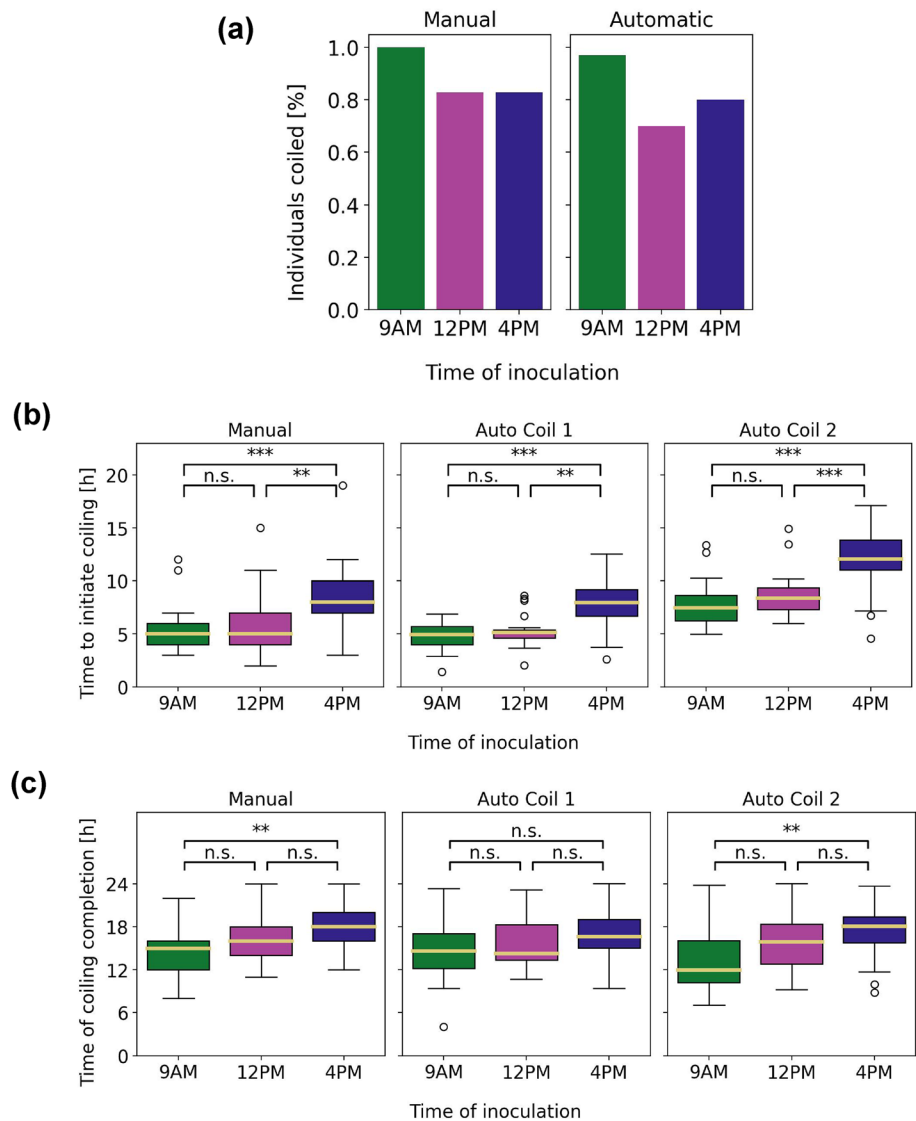 (a)
Manual Automatic
Individuals coiled [%]
1.0
0.8
0.6
0.4
0.2
0.0
9AM 12PM 4PM 9AM 12PM 4PM
Time of inoculation
(b)
Manual Auto Coil 1 Auto Coil 2
Time to initiate coiling [h]
*** *** ***
n.s. ** n.s. ** n.s. ***
20
15
10
5
0
9AM 12PM 4PM 9AM 12PM 4PM 9AM 12PM 4PM
Time of inoculation
(c)
Manual Auto Coil 1 Auto Coil 2
Time of coiling completion [h]
** n.s. **
n.s. n.s. n.s. n.s. n.s. n.s.
24
18
12
6
0
9AM 12PM 4PM 9AM 12PM 4PM 9AM 12PM 4PM
Time of inoculation